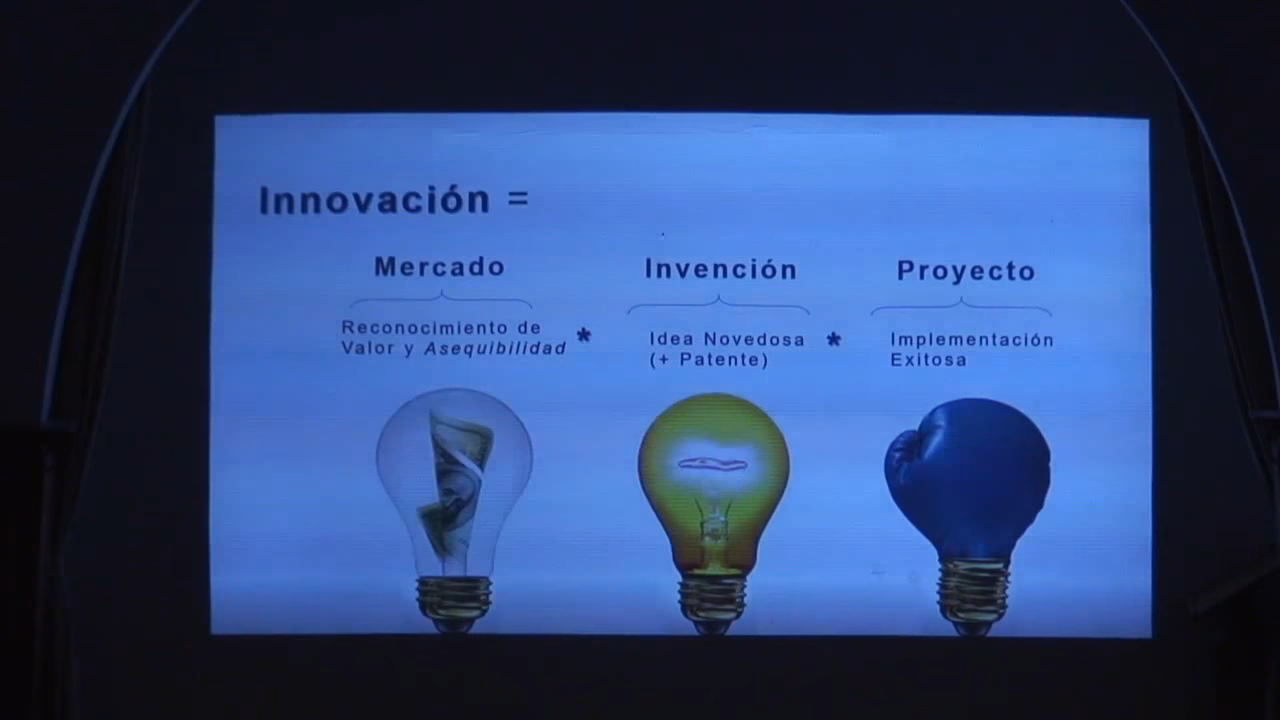 Innovación =
Mercado
Reconocimiento de
Valor y Asequibilidad
*
Invención
Idea Novedosa
(+ Patente)
*
Proyecto
Implementación
Exitosa